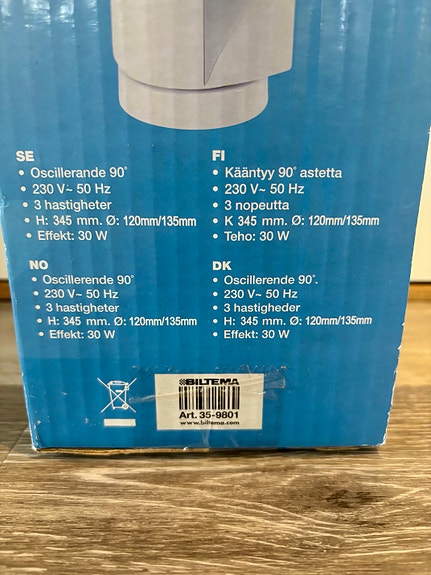 SE
• Oscillerande 90°
• 230 V~ 50 Hz
• 3 hastigheter
• H: 345 mm. Ø: 120mm/135mm
• Effekt: 30 W
FI
• Kääntyy 90° astetta
• 230 V~ 50 Hz
• 3 nopeutta
• K 345 mm. Ø: 120mm/135mm
• Teho: 30 W
NO
• Oscillerende 90°
• 230 V~ 50 Hz
• 3 hastigheter
• H: 345 mm. Ø: 120mm/135mm
• Effekt: 30 W
DK
• Oscillerende 90°.
• 230 V~ 50 Hz
• 3 hastigheder
• H: 345 mm. Ø: 120mm/135mm
• Effekt: 30 W
BILTEMA
Art. 35-9801
www.biltema.com